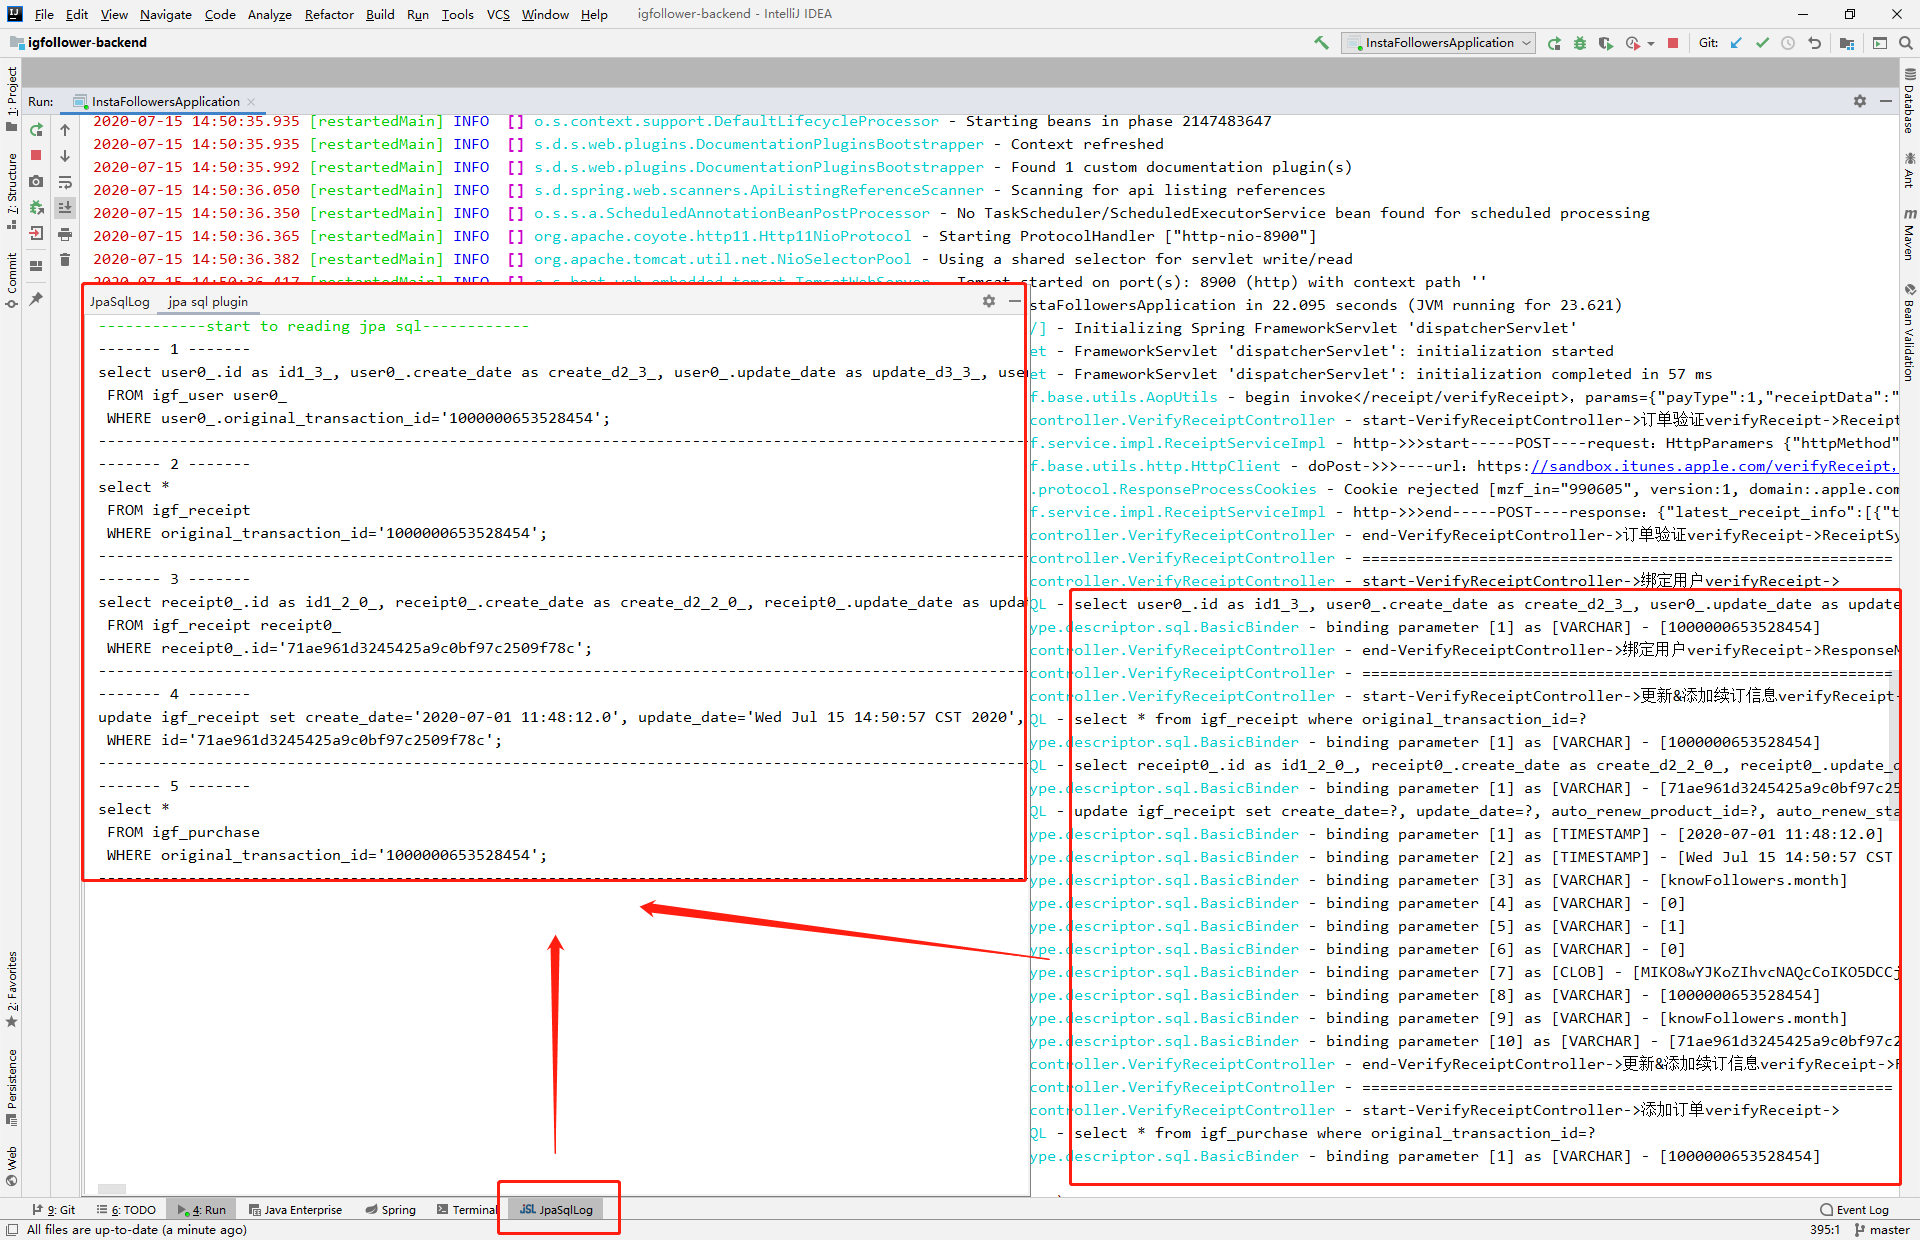 File Edit View Navigate Code Analyze Refactor Build Run Tools VCS Window Help igfollower-backend - IntelliJ IDEA
igfollower-backend
InstaFollowersApplication
Git:
Run: InstaFollowersApplication
1: Project
7: Structure
Commit
2: Favorites
Persistence
Web
Database
Ant
Maven
Bean Validation
2020-07-15 14:50:35.935 [restartedMain] INFO [] o.s.context.support.DefaultLifecycleProcessor - Starting beans in phase 2147483647
2020-07-15 14:50:35.935 [restartedMain] INFO [] s.d.s.web.plugins.DocumentationPluginsBootstrapper - Context refreshed
2020-07-15 14:50:35.992 [restartedMain] INFO [] s.d.s.web.plugins.DocumentationPluginsBootstrapper - Found 1 custom documentation plugin(s)
2020-07-15 14:50:36.050 [restartedMain] INFO [] s.d.spring.web.scanners.ApiListingReferenceScanner - Scanning for api listing references
2020-07-15 14:50:36.350 [restartedMain] INFO [] o.s.s.a.ScheduledAnnotationBeanPostProcessor - No TaskScheduler/ScheduledExecutorService bean found for scheduled processing
2020-07-15 14:50:36.365 [restartedMain] INFO [] org.apache.coyote.http11.Http11NioProtocol - Starting ProtocolHandler ["http-nio-8900"]
2020-07-15 14:50:36.382 [restartedMain] INFO [] org.apache.tomcat.util.net.NioSelectorPool - Using a shared selector for servlet write/read
2020-07-15 14:50:36.417 [restartedMain] INFO [] o.s.boot.web.embedded.tomcat.TomcatWebServer - Tomcat started on port(s): 8900 (http) with context path ''
JpaSqlLog jpa sql plugin
------------start to reading jpa sql------------
------- 1 -------
select user0_.id as id1_3_, user0_.create_date as create_d2_3_, user0_.update_date as update_d3_3_, use
FROM igf_user user0_
WHERE user0_.original_transaction_id='1000000653528454';
------- 2 -------
select *
FROM igf_receipt
WHERE original_transaction_id='1000000653528454';
------- 3 -------
select receipt0_.id as id1_2_0_, receipt0_.create_date as create_d2_2_0_, receipt0_.update_date as upda
FROM igf_receipt receipt0_
WHERE receipt0_.id='71ae961d3245425a9c0bf97c2509f78c';
------- 4 -------
update igf_receipt set create_date='2020-07-01 11:48:12.0', update_date='Wed Jul 15 14:50:57 CST 2020',
WHERE id='71ae961d3245425a9c0bf97c2509f78c';
------- 5 -------
select *
FROM igf_purchase
WHERE original_transaction_id='1000000653528454';
staFollowersApplication in 22.095 seconds (JVM running for 23.621)
/] - Initializing Spring FrameworkServlet 'dispatcherServlet'
et - FrameworkServlet 'dispatcherServlet': initialization started
et - FrameworkServlet 'dispatcherServlet': initialization completed in 57 ms
f.base.utils.AopUtils - begin invoke</receipt/verifyReceipt>, params={"payType":1,"receiptData":"
controller.VerifyReceiptController - start-VerifyReceiptController->订单验证verifyReceipt->Receipt
f.service.impl.ReceiptServiceImpl - http->>>start-----POST----request：HttpParamers {"httpMethod"
f.base.utils.http.HttpClient - doPost->>>----url：https://sandbox.itunes.apple.com/verifyReceipt,
.protocol.ResponseProcessCookies - Cookie rejected [mzf_in="990605", version:1, domain:.apple.com
f.service.impl.ReceiptServiceImpl - http->>>end-----POST----response：{"latest_receipt_info":[{"t
controller.VerifyReceiptController - end-VerifyReceiptController->订单验证verifyReceipt->ReceiptSy
controller.VerifyReceiptController - ===========================================================
controller.VerifyReceiptController - start-VerifyReceiptController->绑定用户verifyReceipt->
QL - select user0_.id as id1_3_, user0_.create_date as create_d2_3_, user0_.update_date as update
ype.descriptor.sql.BasicBinder - binding parameter [1] as [VARCHAR] - [1000000653528454]
controller.VerifyReceiptController - end-VerifyReceiptController->绑定用户verifyReceipt->ResponseM
controller.VerifyReceiptController - ===========================================================
controller.VerifyReceiptController - start-VerifyReceiptController->更新&添加续订信息verifyReceipt-
QL - select * from igf_receipt where original_transaction_id=?
ype.descriptor.sql.BasicBinder - binding parameter [1] as [VARCHAR] - [1000000653528454]
QL - select receipt0_.id as id1_2_0_, receipt0_.create_date as create_d2_2_0_, receipt0_.update_d
ype.descriptor.sql.BasicBinder - binding parameter [1] as [VARCHAR] - [71ae961d3245425a9c0bf97c25
QL - update igf_receipt set create_date=?, update_date=?, auto_renew_product_id=?, auto_renew_sta
ype.descriptor.sql.BasicBinder - binding parameter [1] as [TIMESTAMP] - [2020-07-01 11:48:12.0]
ype.descriptor.sql.BasicBinder - binding parameter [2] as [TIMESTAMP] - [Wed Jul 15 14:50:57 CST
ype.descriptor.sql.BasicBinder - binding parameter [3] as [VARCHAR] - [knowFollowers.month]
ype.descriptor.sql.BasicBinder - binding parameter [4] as [VARCHAR] - [0]
ype.descriptor.sql.BasicBinder - binding parameter [5] as [VARCHAR] - [1]
ype.descriptor.sql.BasicBinder - binding parameter [6] as [VARCHAR] - [0]
ype.descriptor.sql.BasicBinder - binding parameter [7] as [CLOB] - [MIKO8wYJKoZIhvcNAQcCoIKO5DCCj
ype.descriptor.sql.BasicBinder - binding parameter [8] as [VARCHAR] - [1000000653528454]
ype.descriptor.sql.BasicBinder - binding parameter [9] as [VARCHAR] - [knowFollowers.month]
ype.descriptor.sql.BasicBinder - binding parameter [10] as [VARCHAR] - [71ae961d3245425a9c0bf97c2
controller.VerifyReceiptController - end-VerifyReceiptController->更新&添加续订信息verifyReceipt->R
controller.VerifyReceiptController - ===========================================================
controller.VerifyReceiptController - start-VerifyReceiptController->添加订单verifyReceipt->
QL - select * from igf_purchase where original_transaction_id=?
ype.descriptor.sql.BasicBinder - binding parameter [1] as [VARCHAR] - [1000000653528454]
9: Git 6: TODO 4: Run Java Enterprise Spring Terminal JSL JpaSqlLog Event Log
All files are up-to-date (a minute ago) 395:1 master